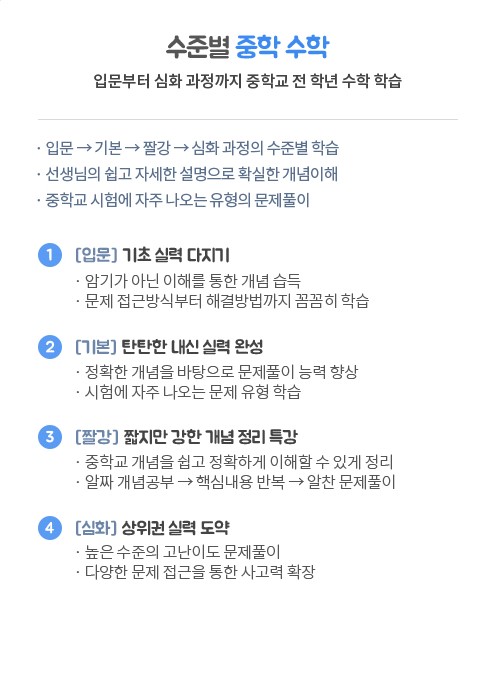 수준별 중학 수학
입문부터 심화 과정까지 중학교 전 학년 수학 학습
· 입문 → 기본 → 짤강 → 심화 과정의 수준별 학습
· 선생님의 쉽고 자세한 설명으로 확실한 개념이해
· 중학교 시험에 자주 나오는 유형의 문제풀이
1 [입문] 기초 실력 다지기
· 암기가 아닌 이해를 통한 개념 습득
· 문제 접근방식부터 해결방법까지 꼼꼼히 학습
2 [기본] 탄탄한 내신 실력 완성
· 정확한 개념을 바탕으로 문제풀이 능력 향상
· 시험에 자주 나오는 문제 유형 학습
3 [짤강] 짧지만 강한 개념 정리 특강
· 중학교 개념을 쉽고 정확하게 이해할 수 있게 정리
· 알짜 개념공부 → 핵심내용 반복 → 알찬 문제풀이
4 [심화] 상위권 실력 도약
· 높은 수준의 고난이도 문제풀이
· 다양한 문제 접근을 통한 사고력 확장